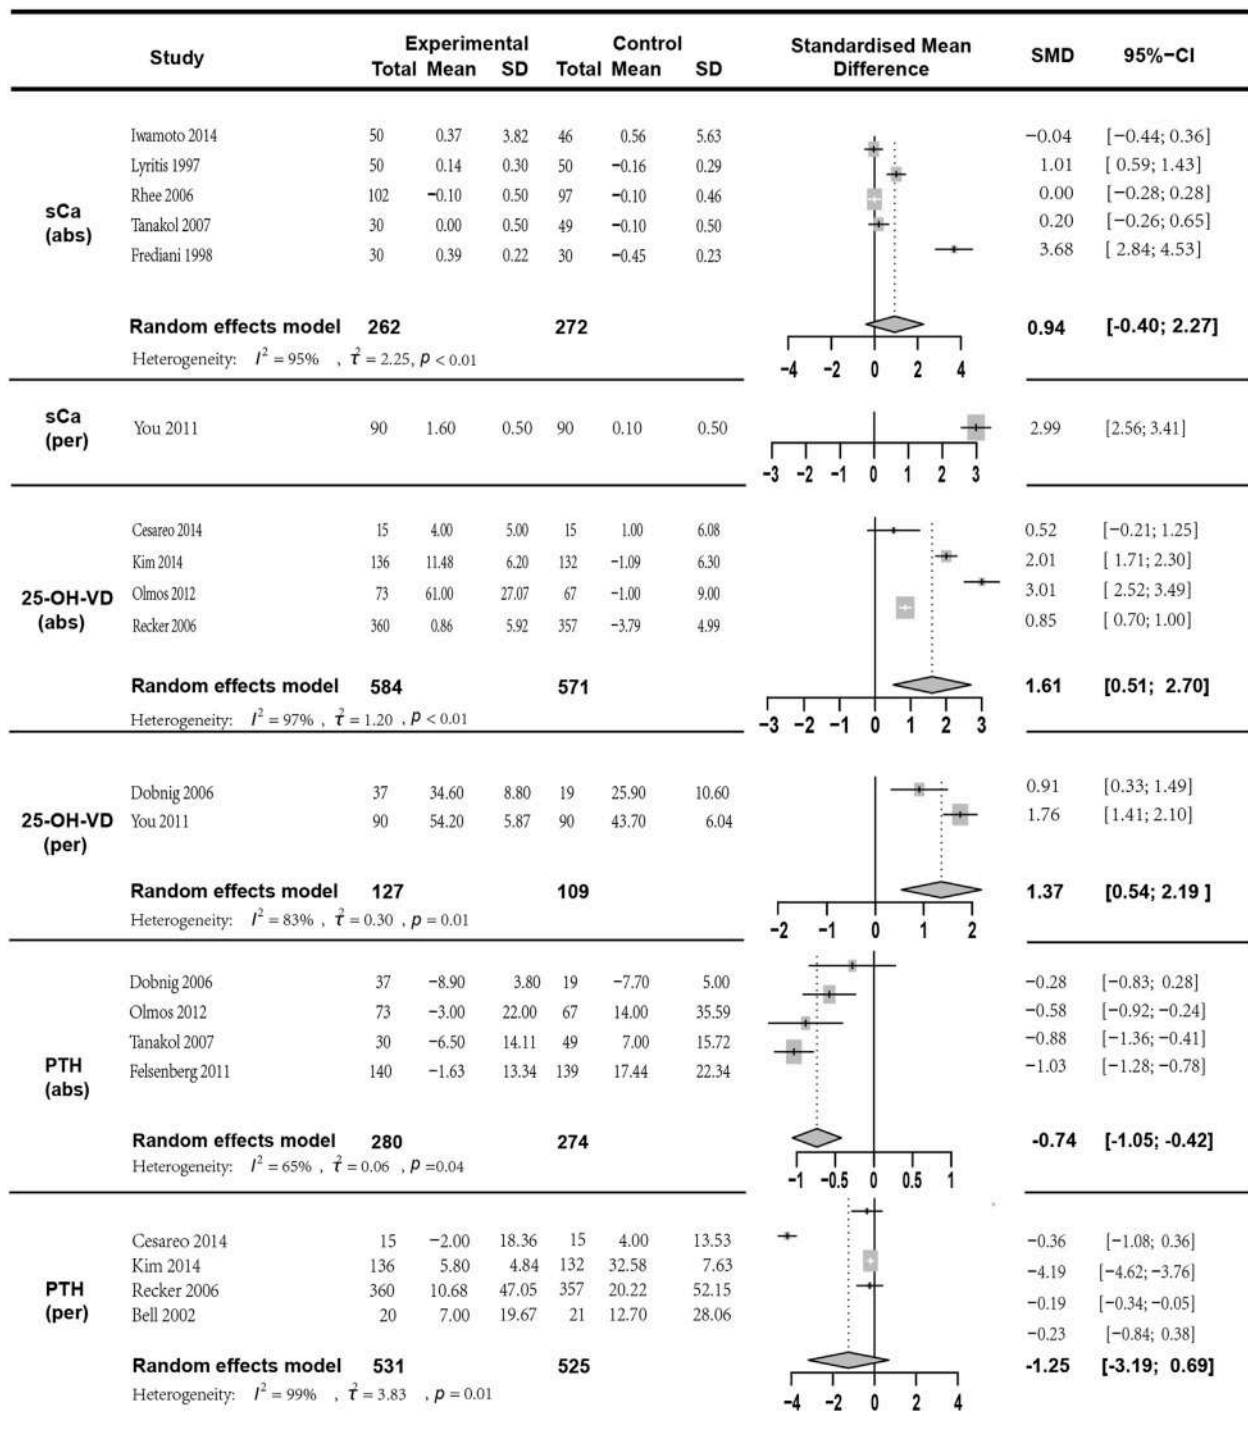 Study Experimental Control Standardised Mean Difference SMD 95%−CI
Total Mean SD Total Mean SD
sCa (abs)
Iwamoto 2014 50 0.37 3.82 46 0.56 5.63 −0.04 [−0.44; 0.36]
Lyritis 1997 50 0.14 0.30 50 −0.16 0.29 1.01 [ 0.59; 1.43]
Rhee 2006 102 −0.10 0.50 97 −0.10 0.46 0.00 [−0.28; 0.28]
Tanakol 2007 30 0.00 0.50 49 −0.10 0.50 0.20 [−0.26; 0.65]
Frediani 1998 30 0.39 0.22 30 −0.45 0.23 3.68 [ 2.84; 4.53]
Random effects model 262 272 0.94 [-0.40; 2.27]
Heterogeneity: I² = 95% , τ² = 2.25, p < 0.01
−4 −2 0 2 4
sCa (per)
You 2011 90 1.60 0.50 90 0.10 0.50 2.99 [2.56; 3.41]
−3 −2 −1 0 1 2 3
25-OH-VD (abs)
Cesareo 2014 15 4.00 5.00 15 1.00 6.08 0.52 [−0.21; 1.25]
Kim 2014 136 11.48 6.20 132 −1.09 6.30 2.01 [ 1.71; 2.30]
Olmos 2012 73 61.00 27.07 67 −1.00 9.00 3.01 [ 2.52; 3.49]
Recker 2006 360 0.86 5.92 357 −3.79 4.99 0.85 [ 0.70; 1.00]
Random effects model 584 571 1.61 [0.51; 2.70]
Heterogeneity: I² = 97% , τ² = 1.20 , p < 0.01
−3 −2 −1 0 1 2 3
25-OH-VD (per)
Dobnig 2006 37 34.60 8.80 19 25.90 10.60 0.91 [0.33; 1.49]
You 2011 90 54.20 5.87 90 43.70 6.04 1.76 [1.41; 2.10]
Random effects model 127 109 1.37 [0.54; 2.19 ]
Heterogeneity: I² = 83% , τ² = 0.30 , p = 0.01
−2 −1 0 1 2
PTH (abs)
Dobnig 2006 37 −8.90 3.80 19 −7.70 5.00 −0.28 [−0.83; 0.28]
Olmos 2012 73 −3.00 22.00 67 14.00 35.59 −0.58 [−0.92; −0.24]
Tanakol 2007 30 −6.50 14.11 49 7.00 15.72 −0.88 [−1.36; −0.41]
Felsenberg 2011 140 −1.63 13.34 139 17.44 22.34 −1.03 [−1.28; −0.78]
Random effects model 280 274 -0.74 [-1.05; -0.42]
Heterogeneity: I² = 65% , τ² = 0.06 , p =0.04
−1 −0.5 0 0.5 1
PTH (per)
Cesareo 2014 15 −2.00 18.36 15 4.00 13.53 −0.36 [−1.08; 0.36]
Kim 2014 136 5.80 4.84 132 32.58 7.63 −4.19 [−4.62; −3.76]
Recker 2006 360 10.68 47.05 357 20.22 52.15 −0.19 [−0.34; −0.05]
Bell 2002 20 7.00 19.67 21 12.70 28.06 −0.23 [−0.84; 0.38]
Random effects model 531 525 -1.25 [-3.19; 0.69]
Heterogeneity: I² = 99% , τ² = 3.83 , p = 0.01
−4 −2 0 2 4